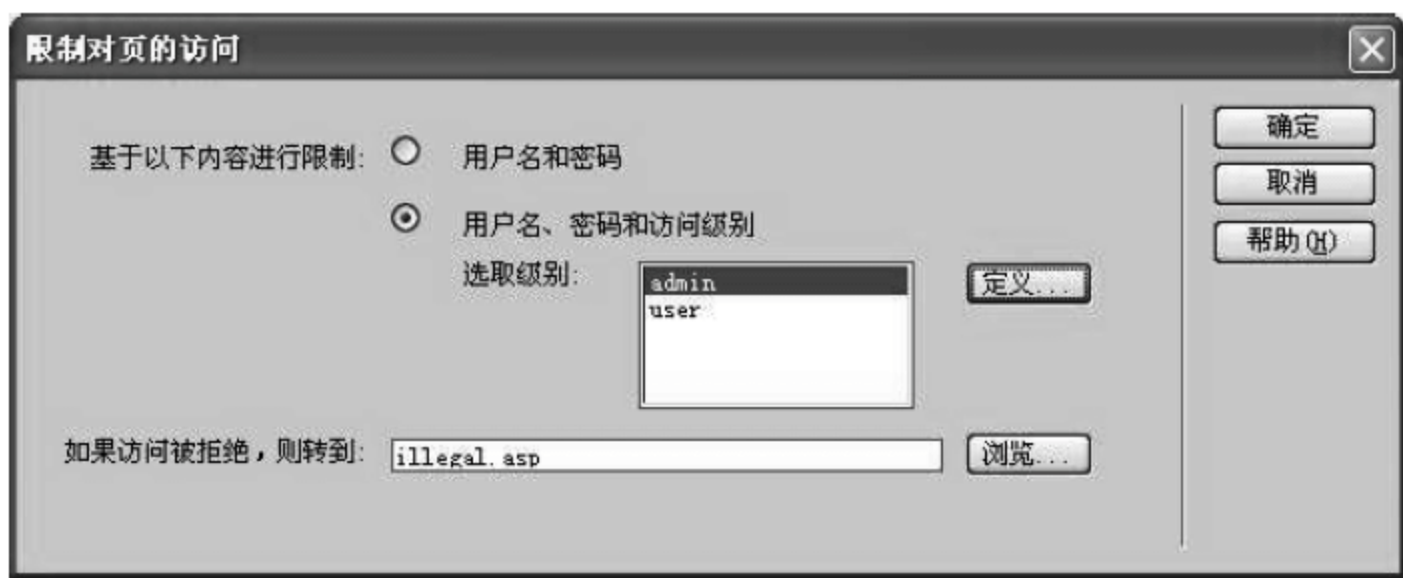 限制对页的访问
基于以下内容进行限制: 用户名和密码
用户名、密码和访问级别
选取级别: admin
user
定义...
如果访问被拒绝，则转到: illegal.asp 浏览...
确定
取消
帮助(H)